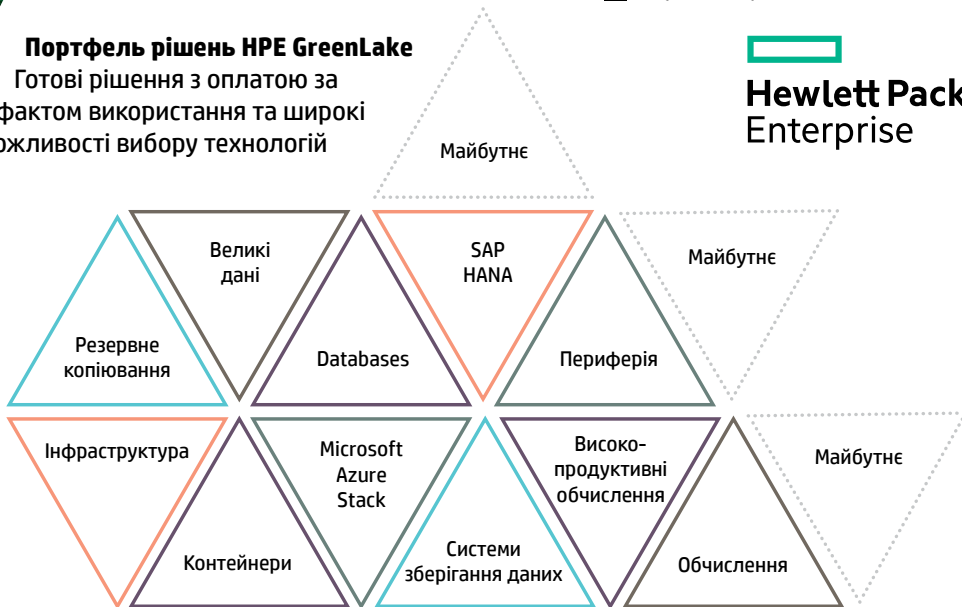 Портфель рішень HPE GreenLake
Готові рішення з оплатою за
фактом використання та широкі
можливості вибору технологій
Hewlett Pack
Enterprise
Майбутнє
Великі
дані
SAP
HANA
Майбутнє
Резервне
копіювання
Databases
Периферія
Інфраструктура
Microsoft
Azure
Stack
Високо-
продуктивні
обчислення
Майбутнє
Контейнери
Системи
зберігання даних
Обчислення